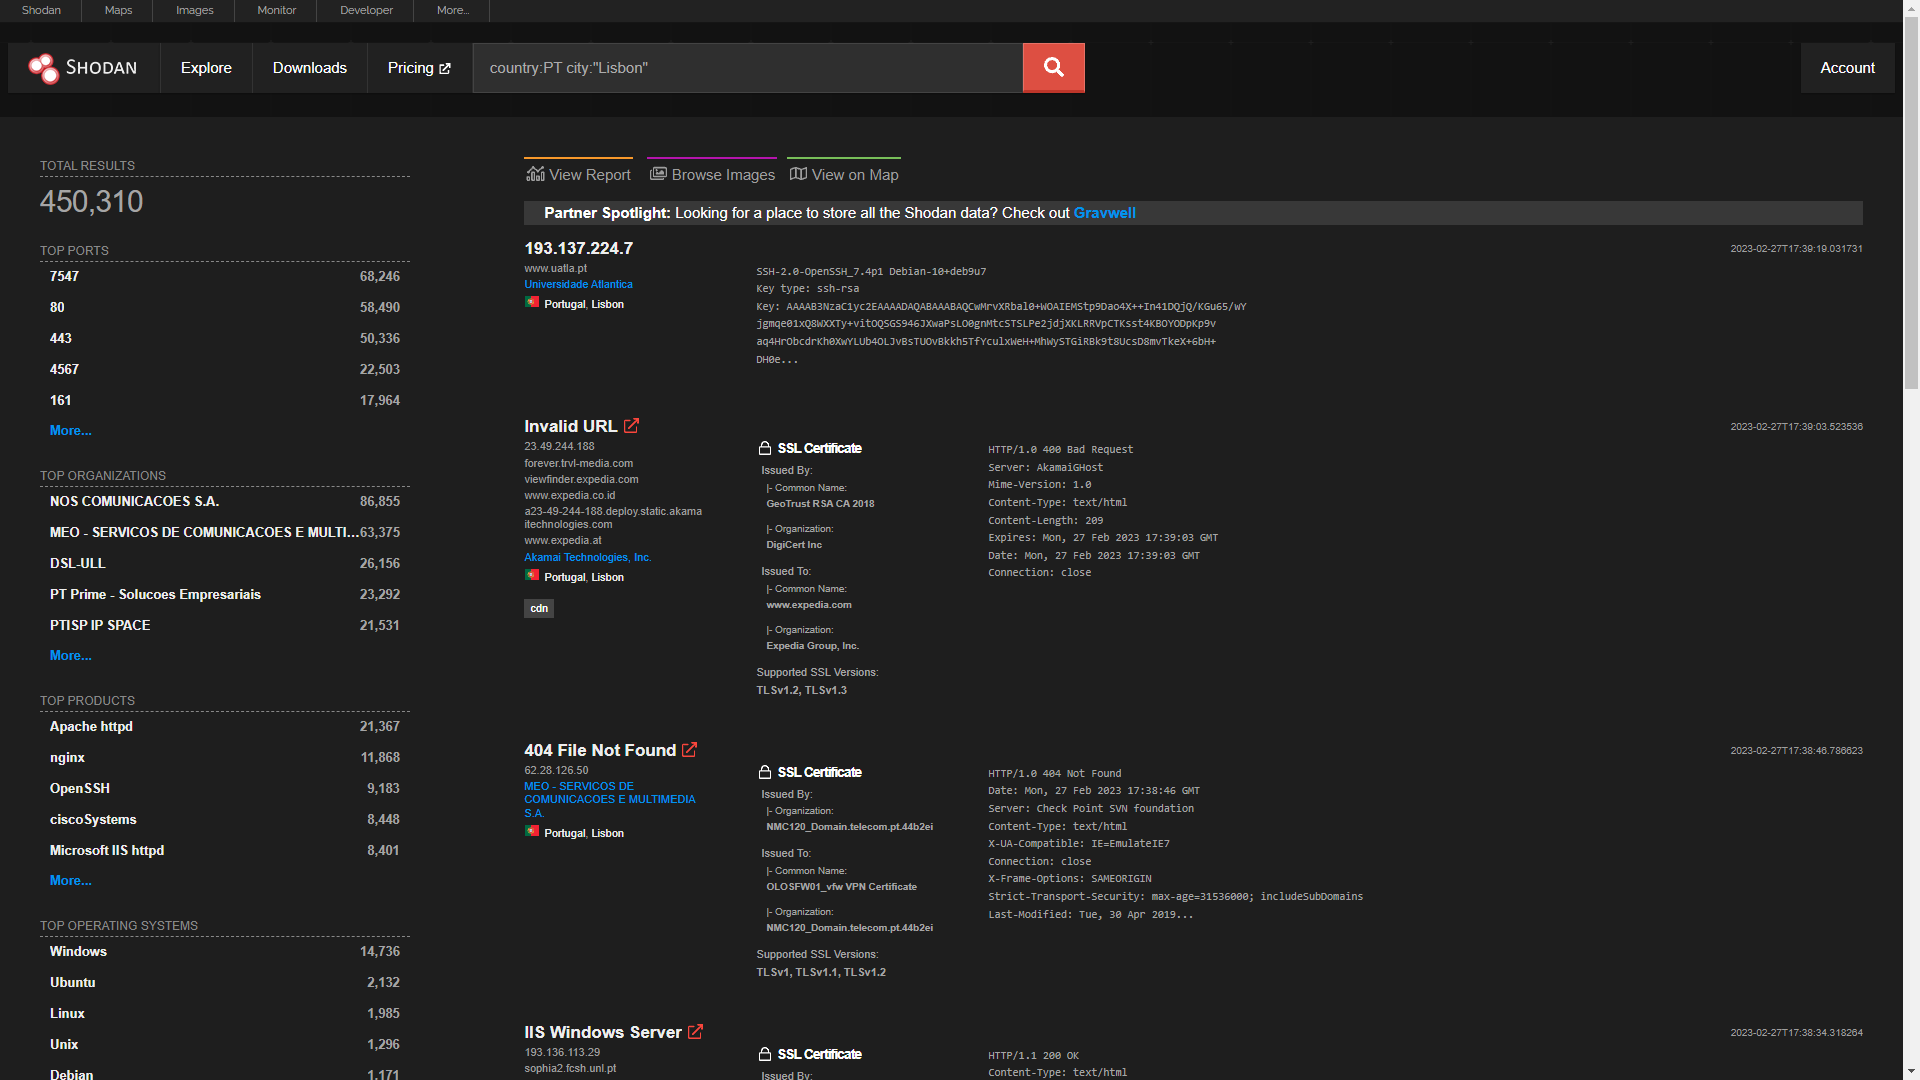 Shodan
Maps
Images
Monitor
Developer
More...
SHODAN
Explore
Downloads
Pricing
country:PT city:"Lisbon"
Account
TOTAL RESULTS
450,310
TOP PORTS
7547 68,246
80 58,490
443 50,336
4567 22,503
161 17,964
More...
TOP ORGANIZATIONS
NOS COMUNICACOES S.A. 86,855
MEO - SERVICOS DE COMUNICACOES E MULTI... 63,375
DSL-ULL 26,156
PT Prime - Solucoes Empresariais 23,292
PTISP IP SPACE 21,531
More...
TOP PRODUCTS
Apache httpd 21,367
nginx 11,868
OpenSSH 9,183
ciscoSystems 8,448
Microsoft IIS httpd 8,401
More...
TOP OPERATING SYSTEMS
Windows 14,736
Ubuntu 2,132
Linux 1,985
Unix 1,296
Debian 1,171
View Report
Browse Images
View on Map
Partner Spotlight: Looking for a place to store all the Shodan data? Check out Gravwell
193.137.224.7
2023-02-27T17:39:19.031731
www.uatla.pt
Universidade Atlantica
Portugal, Lisbon
SSH-2.0-OpenSSH_7.4p1 Debian-10+deb9u7
Key type: ssh-rsa
Key: AAAAB3NzaC1yc2EAAAADAQABAAABAQCwMrvXRbal0+WOAIEMStp9Dao4X++In41DQjQ/KGu65/wY
jgmqe01xQ8WXXTy+vitOQSGS946JXwaPsLO0gnMtcSTSLPe2jdjXKLRRVpCTKsst4KBOYODpKp9v
aq4HrObcdrKh0XwYLUb4OLJvBsTUOvBkkh5TfYculxWeH+MhWySTGiRBk9t8UcsD8mvTkeX+6bH+
DH0e...
Invalid URL
2023-02-27T17:39:03.523536
23.49.244.188
forever.trvl-media.com
viewfinder.expedia.com
www.expedia.co.id
a23-49-244-188.deploy.static.akama
itechnologies.com
www.expedia.at
Akamai Technologies, Inc.
Portugal, Lisbon
cdn
SSL Certificate
Issued By:
|- Common Name:
GeoTrust RSA CA 2018
|- Organization:
DigiCert Inc
Issued To:
|- Common Name:
www.expedia.com
|- Organization:
Expedia Group, Inc.
Supported SSL Versions:
TLSv1.2, TLSv1.3
HTTP/1.0 400 Bad Request
Server: AkamaiGHost
Mime-Version: 1.0
Content-Type: text/html
Content-Length: 209
Expires: Mon, 27 Feb 2023 17:39:03 GMT
Date: Mon, 27 Feb 2023 17:39:03 GMT
Connection: close
404 File Not Found
2023-02-27T17:38:46.786623
62.28.126.50
MEO - SERVICOS DE
COMUNICACOES E MULTIMEDIA
S.A.
Portugal, Lisbon
SSL Certificate
Issued By:
|- Organization:
NMC120_Domain.telecom.pt.44b2ei
Issued To:
|- Common Name:
OLOSFW01_vfw VPN Certificate
|- Organization:
NMC120_Domain.telecom.pt.44b2ei
Supported SSL Versions:
TLSv1, TLSv1.1, TLSv1.2
HTTP/1.0 404 Not Found
Date: Mon, 27 Feb 2023 17:38:46 GMT
Server: Check Point SVN foundation
Content-Type: text/html
X-UA-Compatible: IE=EmulateIE7
Connection: close
X-Frame-Options: SAMEORIGIN
Strict-Transport-Security: max-age=31536000; includeSubDomains
Last-Modified: Tue, 30 Apr 2019...
IIS Windows Server
2023-02-27T17:38:34.318264
193.136.113.29
sophia2.fcsh.unl.pt
SSL Certificate
Issued By:
HTTP/1.1 200 OK
Content-Type: text/html